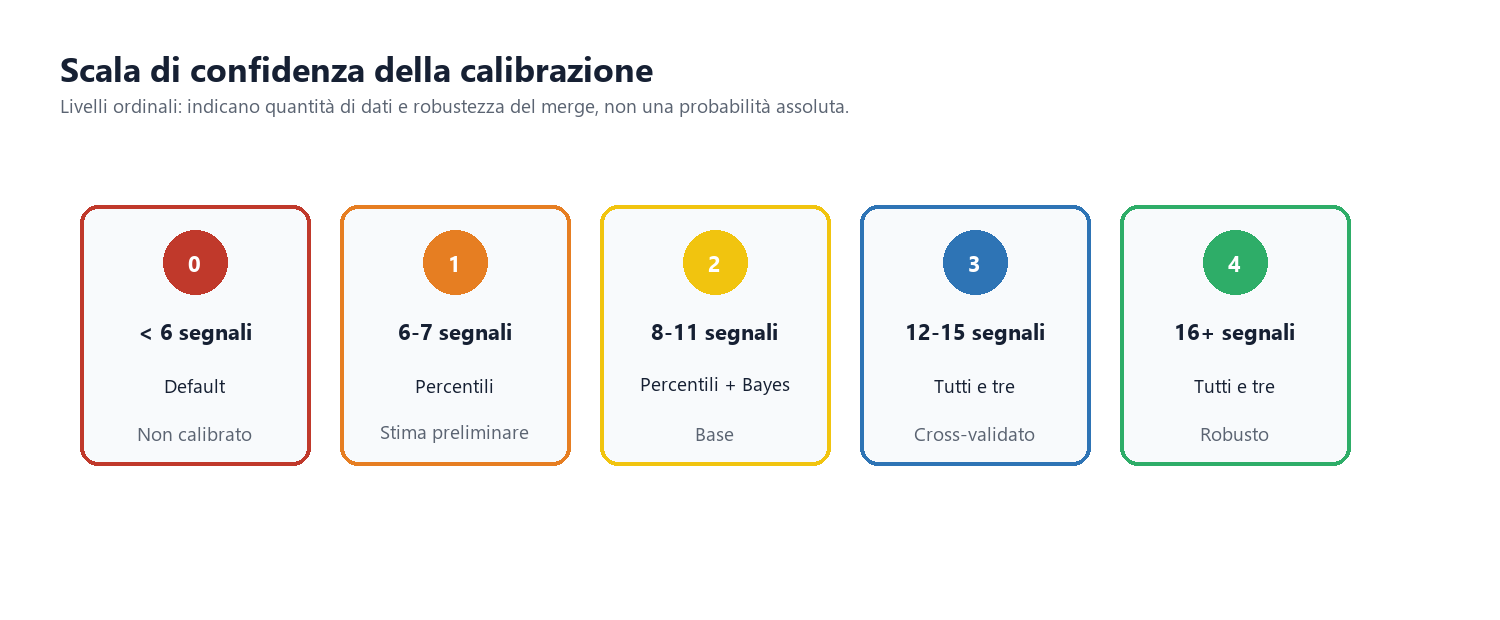 Scala di confidenza della calibrazione
Livelli ordinali: indicano quantità di dati e robustezza del merge, non una probabilità assoluta.
0
< 6 segnali
Default
Non calibrato
1
6-7 segnali
Percentili
Stima preliminare
2
8-11 segnali
Percentili + Bayes
Base
3
12-15 segnali
Tutti e tre
Cross-validato
4
16+ segnali
Tutti e tre
Robusto